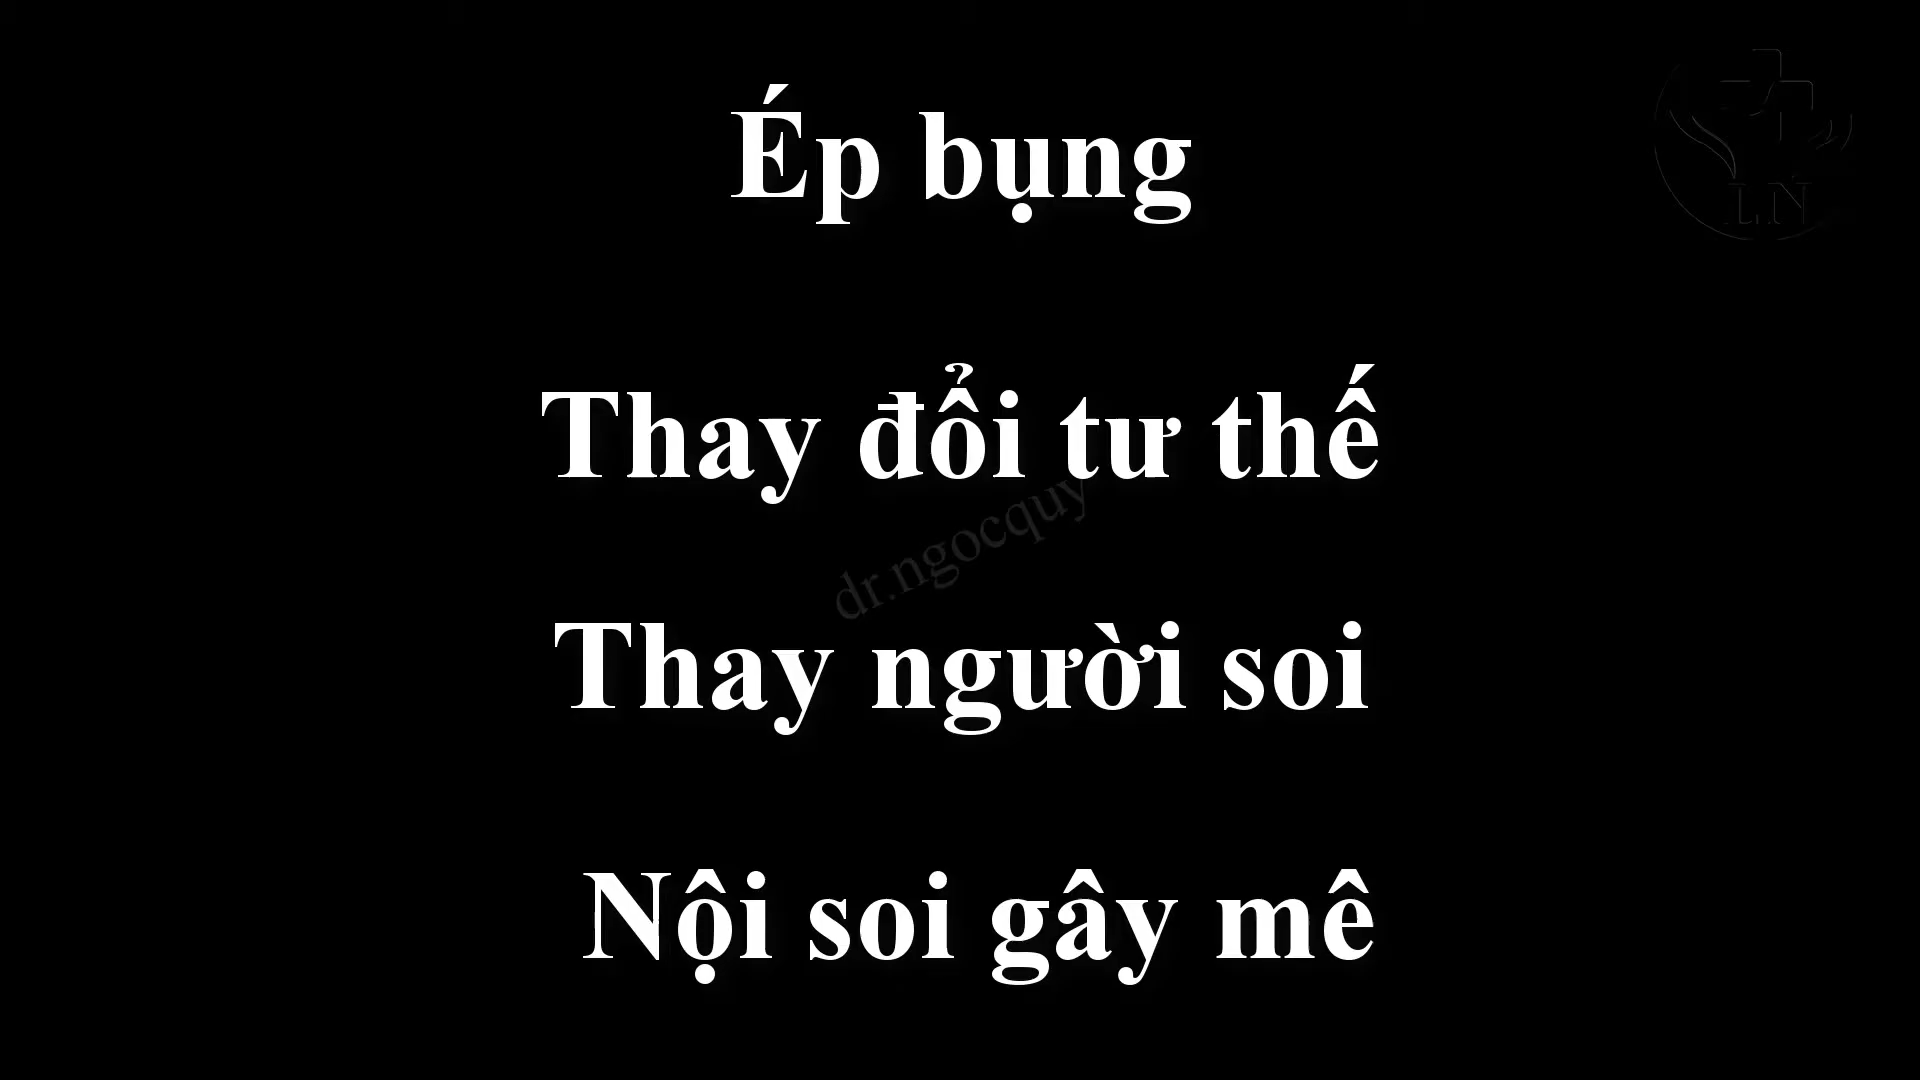 Ép bụng
Thay đổi tư thế
dr.ngocquy
Thay người soi
Nội soi gây mê